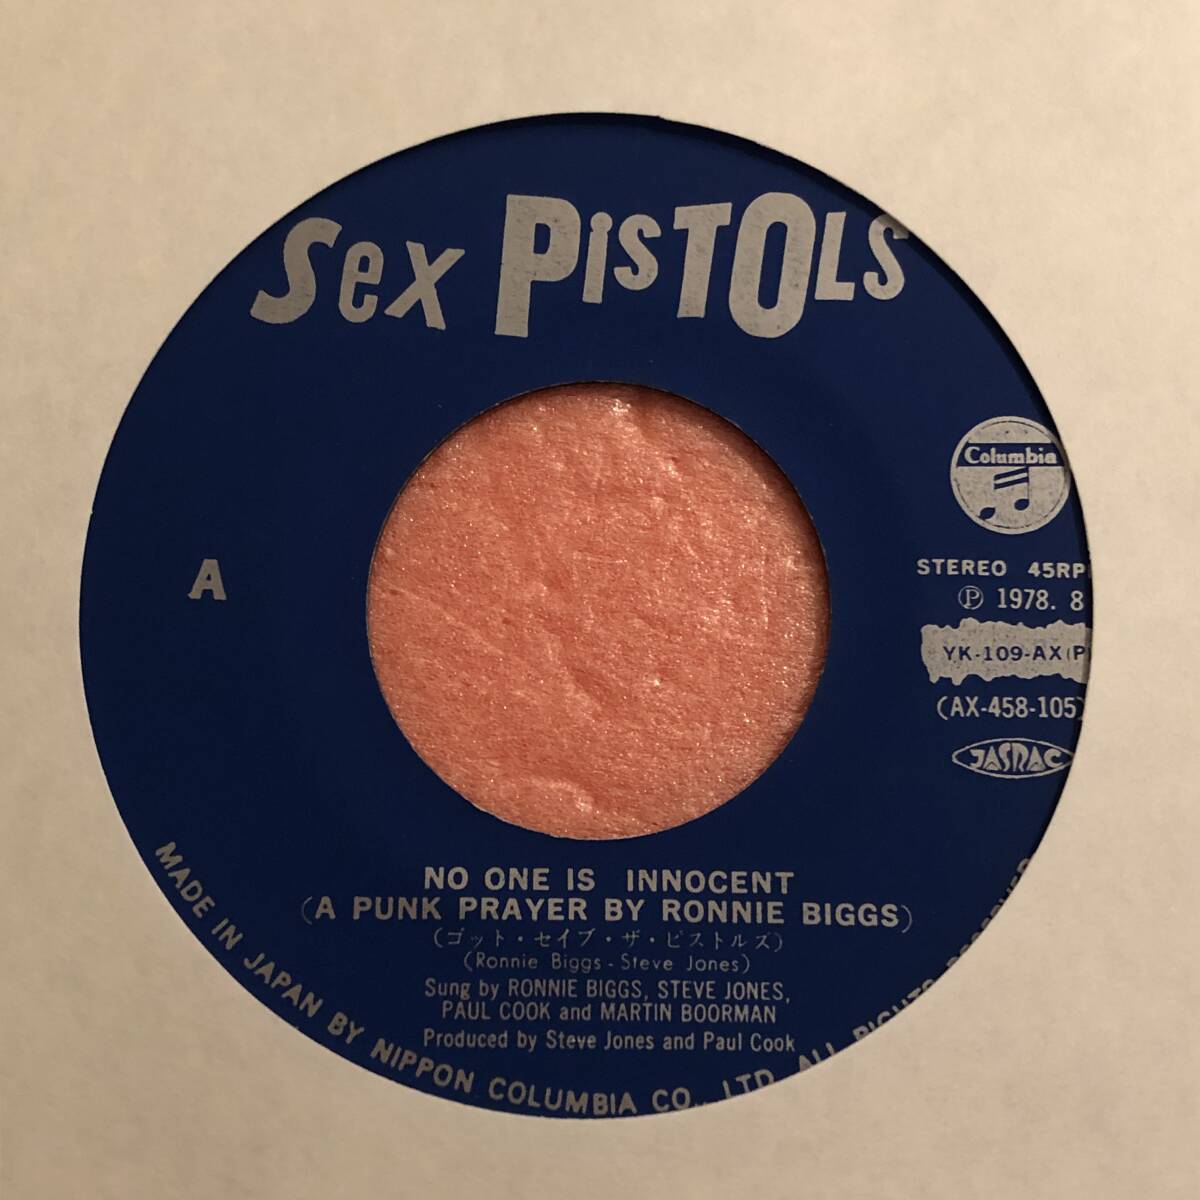 Sex PisTOLS
Columbia
A
STEREO 45RP
Ⓟ 1978. 8
YK-109-AX(P
(AX-458-105)
JASRAC
NO ONE IS INNOCENT
(A PUNK PRAYER BY RONNIE BIGGS)
(ゴット・セイブ・ザ・ピストルズ)
(Ronnie Biggs - Steve Jones)
Sung by RONNIE BIGGS, STEVE JONES,
PAUL COOK and MARTIN BOORMAN
Produced by Steve Jones and Paul Cook
MADE IN JAPAN BY NIPPON COLUMBIA CO., LTD. ALL RIGHTS RESERVED